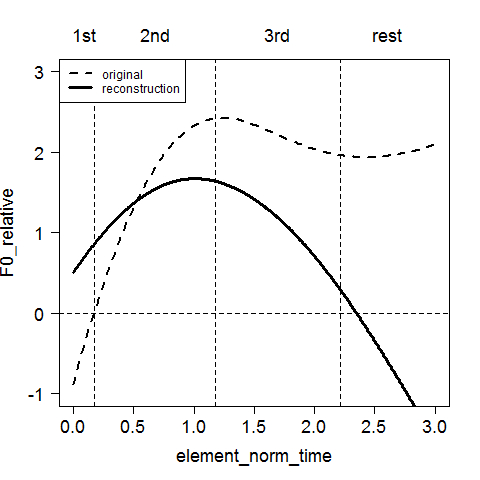 1st 2nd 3rd rest
original
reconstruction
3
2
1
0
-1
F0_relative
0.0 0.5 1.0 1.5 2.0 2.5 3.0
element_norm_time